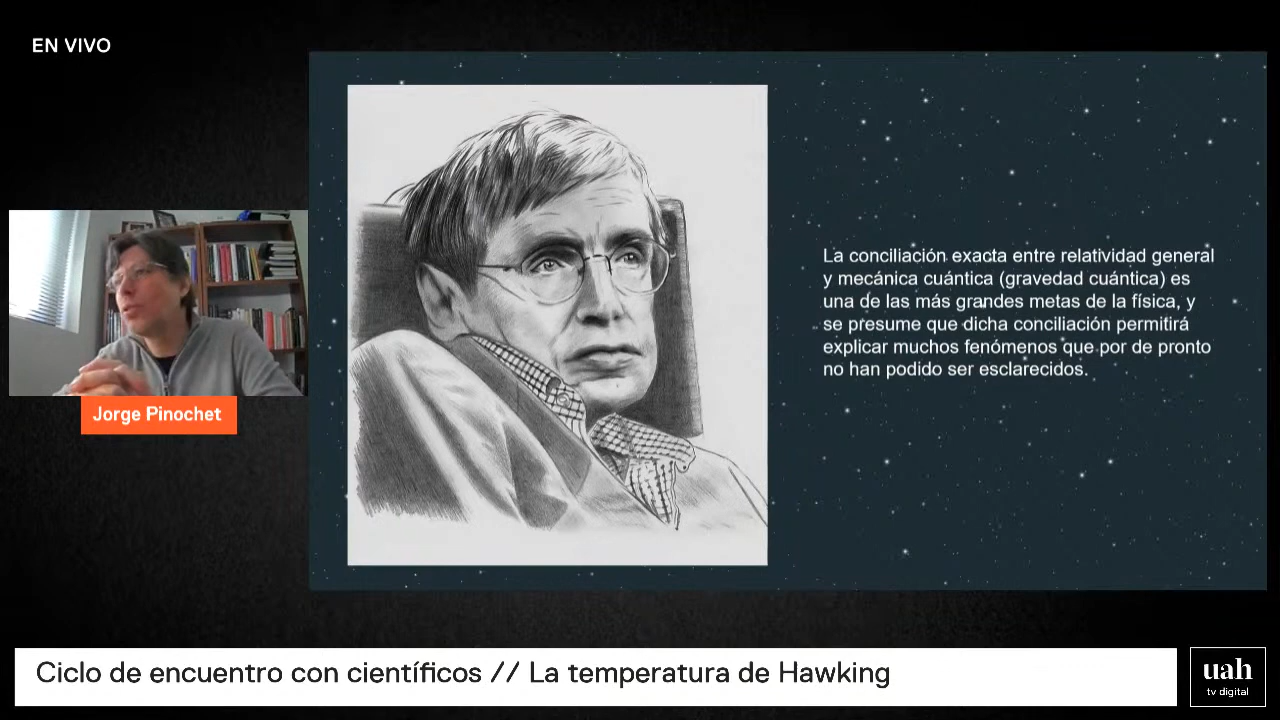 EN VIVO
La conciliación exacta entre relatividad general
y mecánica cuántica (gravedad cuántica) es
una de las más grandes metas de la física, y
se presume que dicha conciliación permitirá
explicar muchos fenómenos que por de pronto
no han podido ser esclarecidos.
Jorge Pinochet
Ciclo de encuentro con científicos // La temperatura de Hawking
uah
tv digital